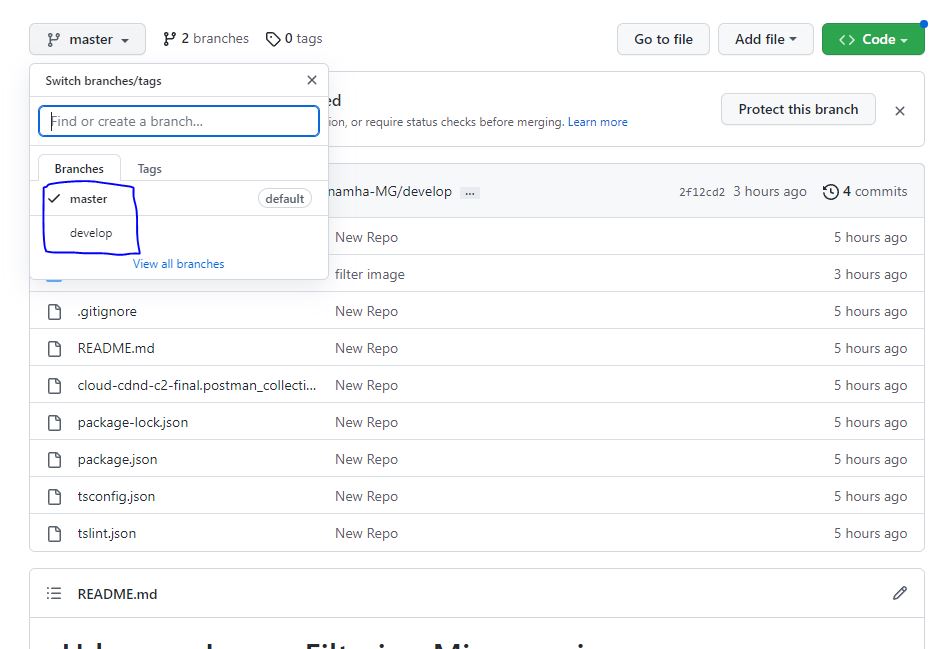 master 2 branches 0 tags Go to file Add file Code
Switch branches/tags
Find or create a branch...
Branches Tags
master default
develop
View all branches
ion, or require status checks before merging. Learn more
Protect this branch
namha-MG/develop ... 2f12cd2 3 hours ago 4 commits
New Repo 5 hours ago
filter image 3 hours ago
.gitignore New Repo 5 hours ago
README.md New Repo 5 hours ago
cloud-cdnd-c2-final.postman_collecti... New Repo 5 hours ago
package-lock.json New Repo 5 hours ago
package.json New Repo 5 hours ago
tsconfig.json New Repo 5 hours ago
tslint.json New Repo 5 hours ago
README.md